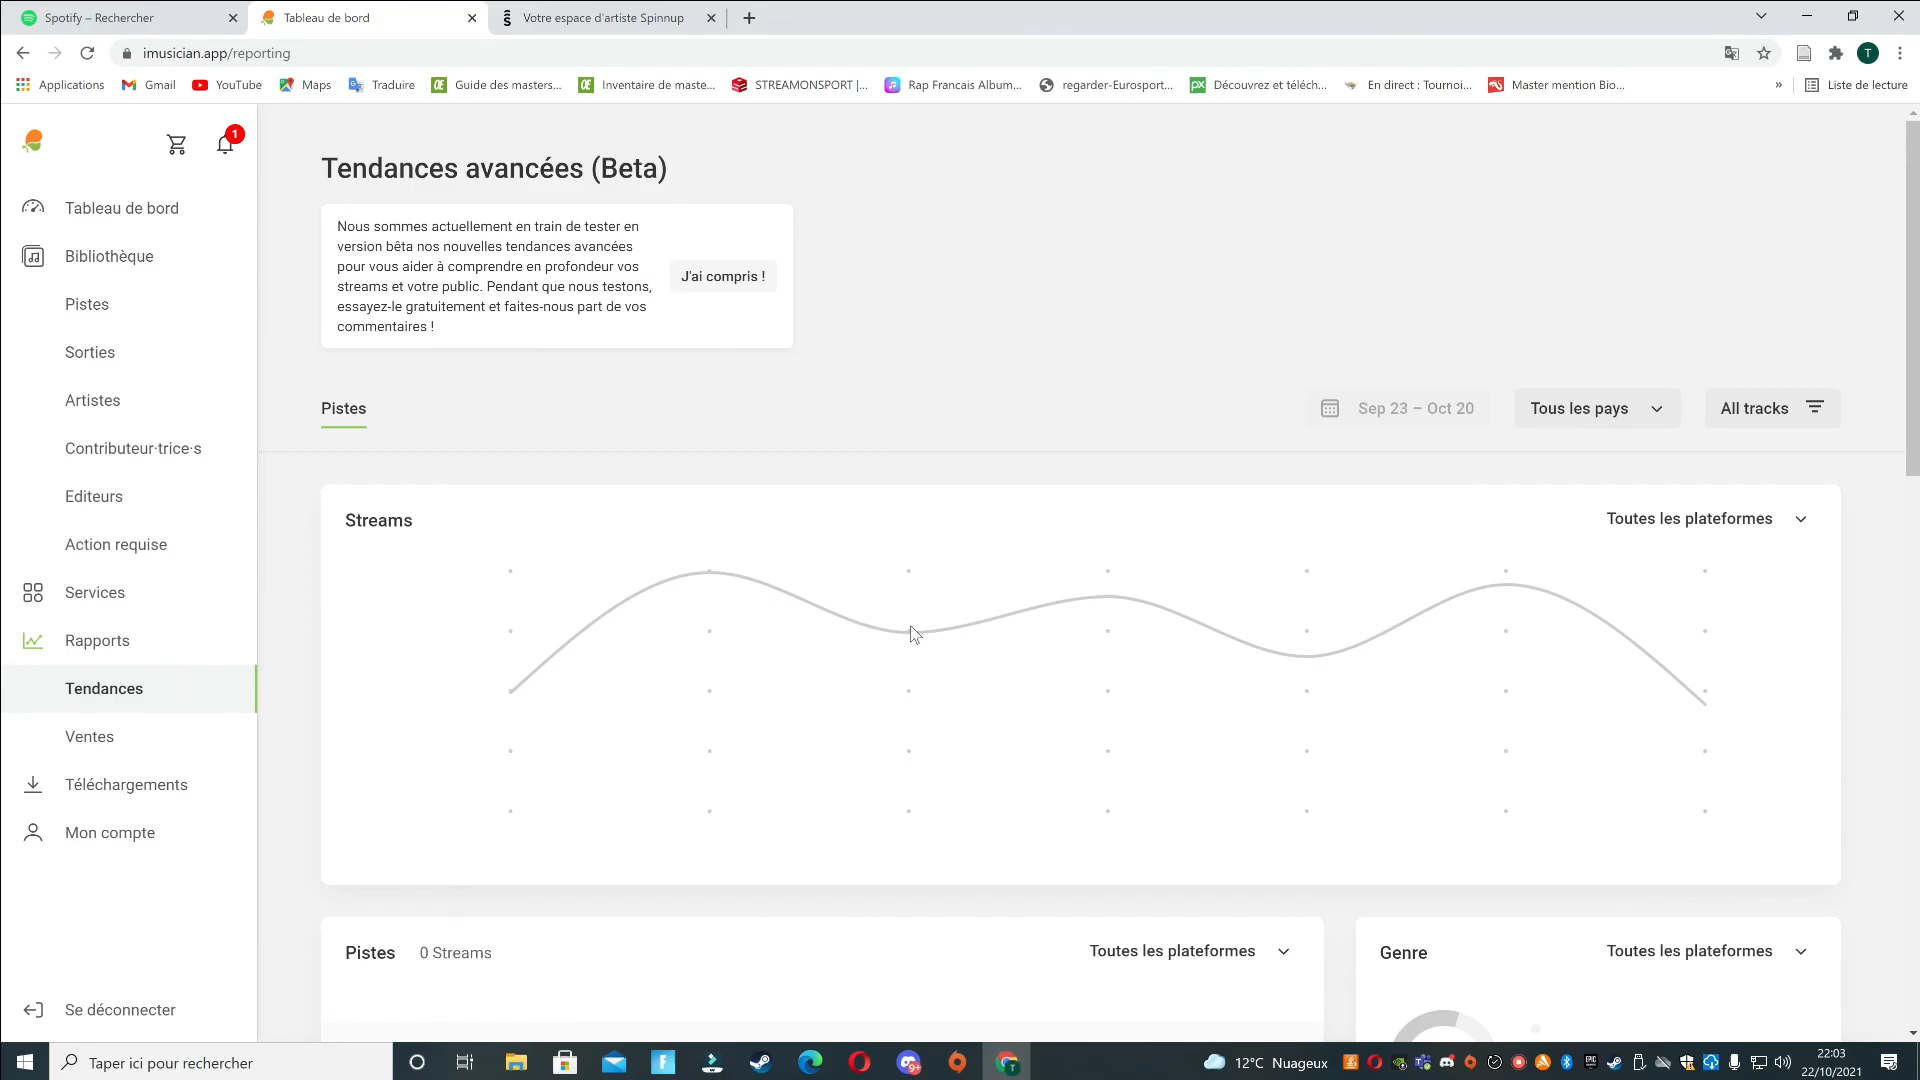 Spotify – Rechercher
Tableau de bord
Votre espace d'artiste Spinnup
imusician.app/reporting
T
Applications
Gmail
YouTube
Maps
Traduire
Guide des masters...
Inventaire de maste...
STREAMONSPORT |...
Rap Francais Album...
regarder-Eurosport...
Découvrez et téléch...
En direct : Tournoi...
Master mention Bio...
»
Liste de lecture
1
Tableau de bord
Bibliothèque
Pistes
Sorties
Artistes
Contributeur·trice·s
Editeurs
Action requise
Services
Rapports
Tendances
Ventes
Téléchargements
Mon compte
Se déconnecter
Tendances avancées (Beta)
Nous sommes actuellement en train de tester en
version bêta nos nouvelles tendances avancées
pour vous aider à comprendre en profondeur vos
streams et votre public. Pendant que nous testons,
essayez-le gratuitement et faites-nous part de vos
commentaires !
J'ai compris !
Pistes
Sep 23 – Oct 20
Tous les pays
All tracks
Streams
Toutes les plateformes
Pistes 0 Streams
Toutes les plateformes
Genre
Toutes les plateformes
Taper ici pour rechercher
12°C Nuageux
22:03
22/10/2021